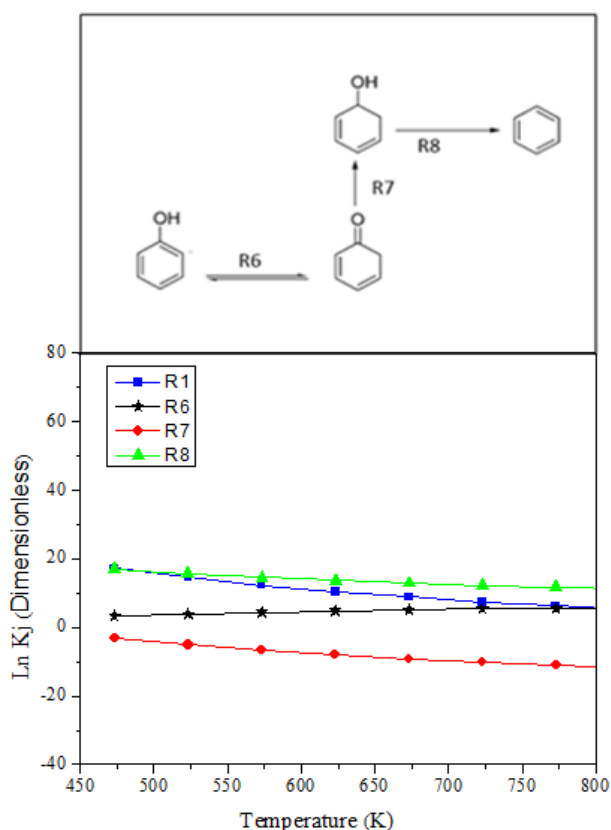 OH
R8
R7
O
OH
R6
80
60
40
20
0
-20
-40
Ln Kj (Dimensionless)
R1
R6
R7
R8
450 500 550 600 650 700 750 800
Temperature (K)